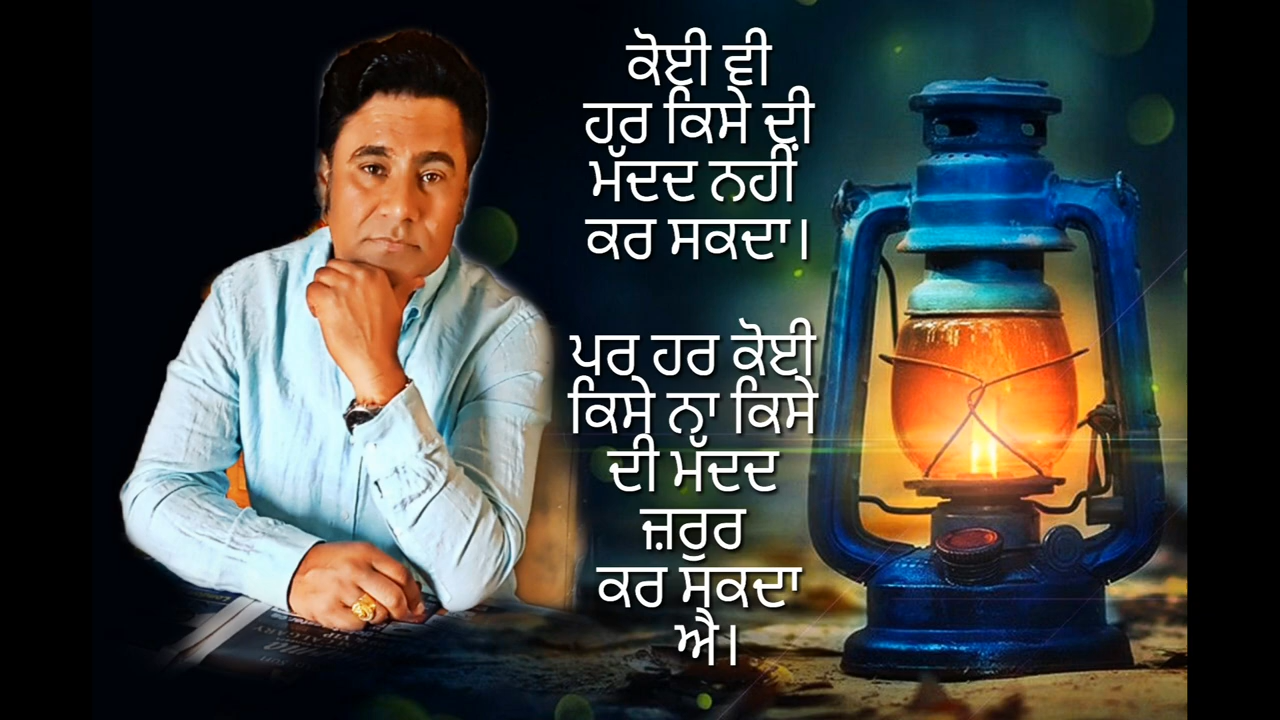 ਕੋਈ ਵੀ
ਹਰ ਕਿਸੇ ਦੀ
ਮੱਦਦ ਨਹੀਂ
ਕਰ ਸਕਦਾ।
ਪਰ ਹਰ ਕੋਈ
ਕਿਸੇ ਨਾ ਕਿਸੇ
ਦੀ ਮੱਦਦ
ਜ਼ਰੁਰ
ਕਰ ਸਕਦਾ
ਐ।